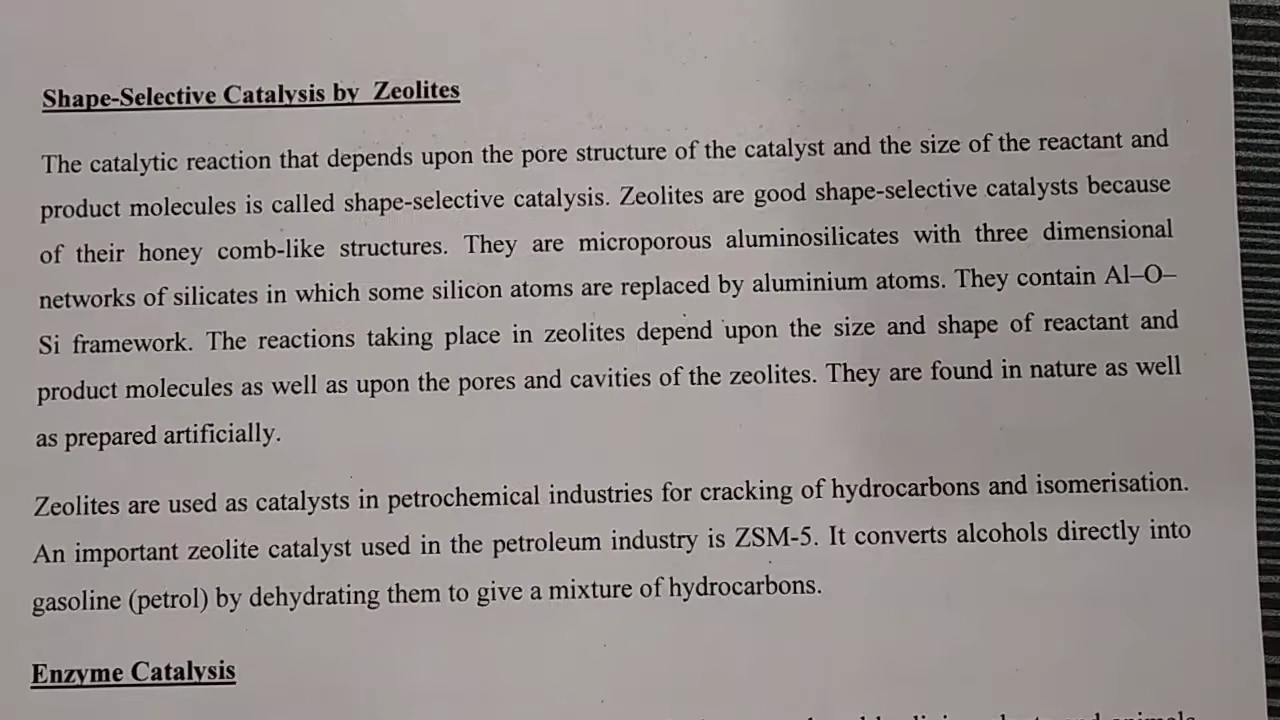 Shape-Selective Catalysis by Zeolites
The catalytic reaction that depends upon the pore structure of the catalyst and the size of the reactant and
product molecules is called shape-selective catalysis. Zeolites are good shape-selective catalysts because
of their honey comb-like structures. They are microporous aluminosilicates with three dimensional
networks of silicates in which some silicon atoms are replaced by aluminium atoms. They contain Al–O–
Si framework. The reactions taking place in zeolites depend upon the size and shape of reactant and
product molecules as well as upon the pores and cavities of the zeolites. They are found in nature as well
as prepared artificially.
Zeolites are used as catalysts in petrochemical industries for cracking of hydrocarbons and isomerisation.
An important zeolite catalyst used in the petroleum industry is ZSM-5. It converts alcohols directly into
gasoline (petrol) by dehydrating them to give a mixture of hydrocarbons.
Enzyme Catalysis